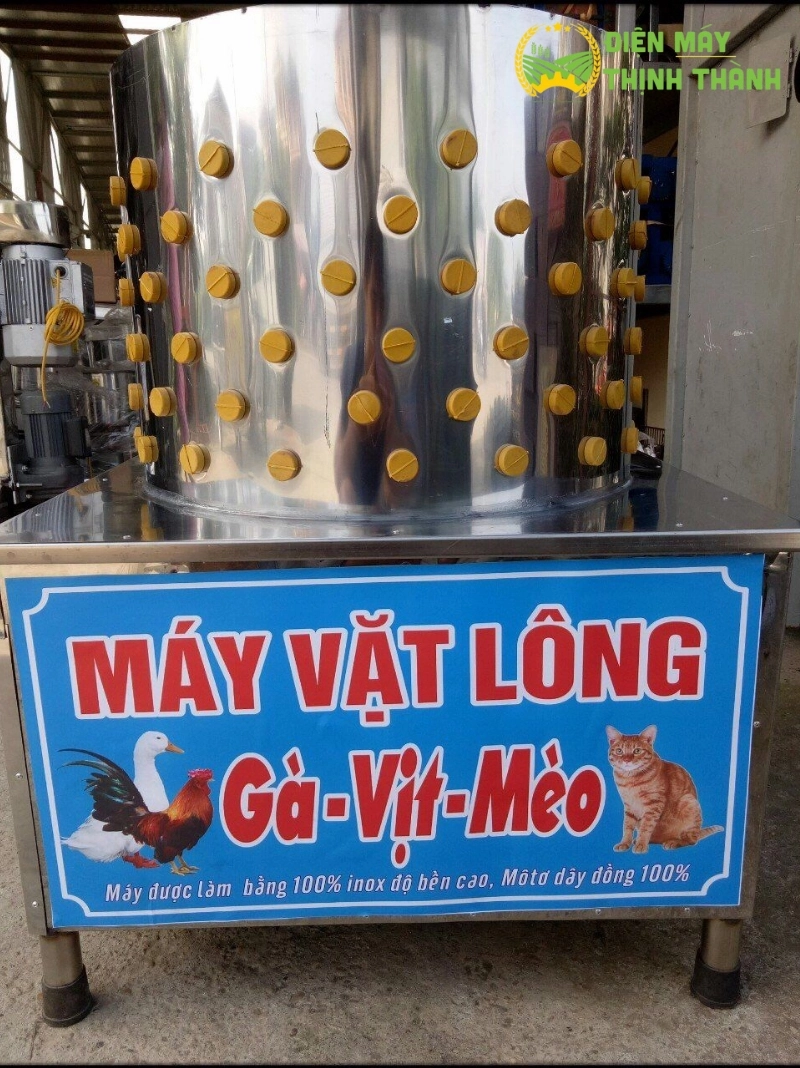 ĐIỆN MÁY
THỊNH THÀNH
MÁY VẶT LÔNG
Gà-Vịt-Mèo
Máy được làm bằng 100% inox độ bền cao, Môtơ dây đồng 100%